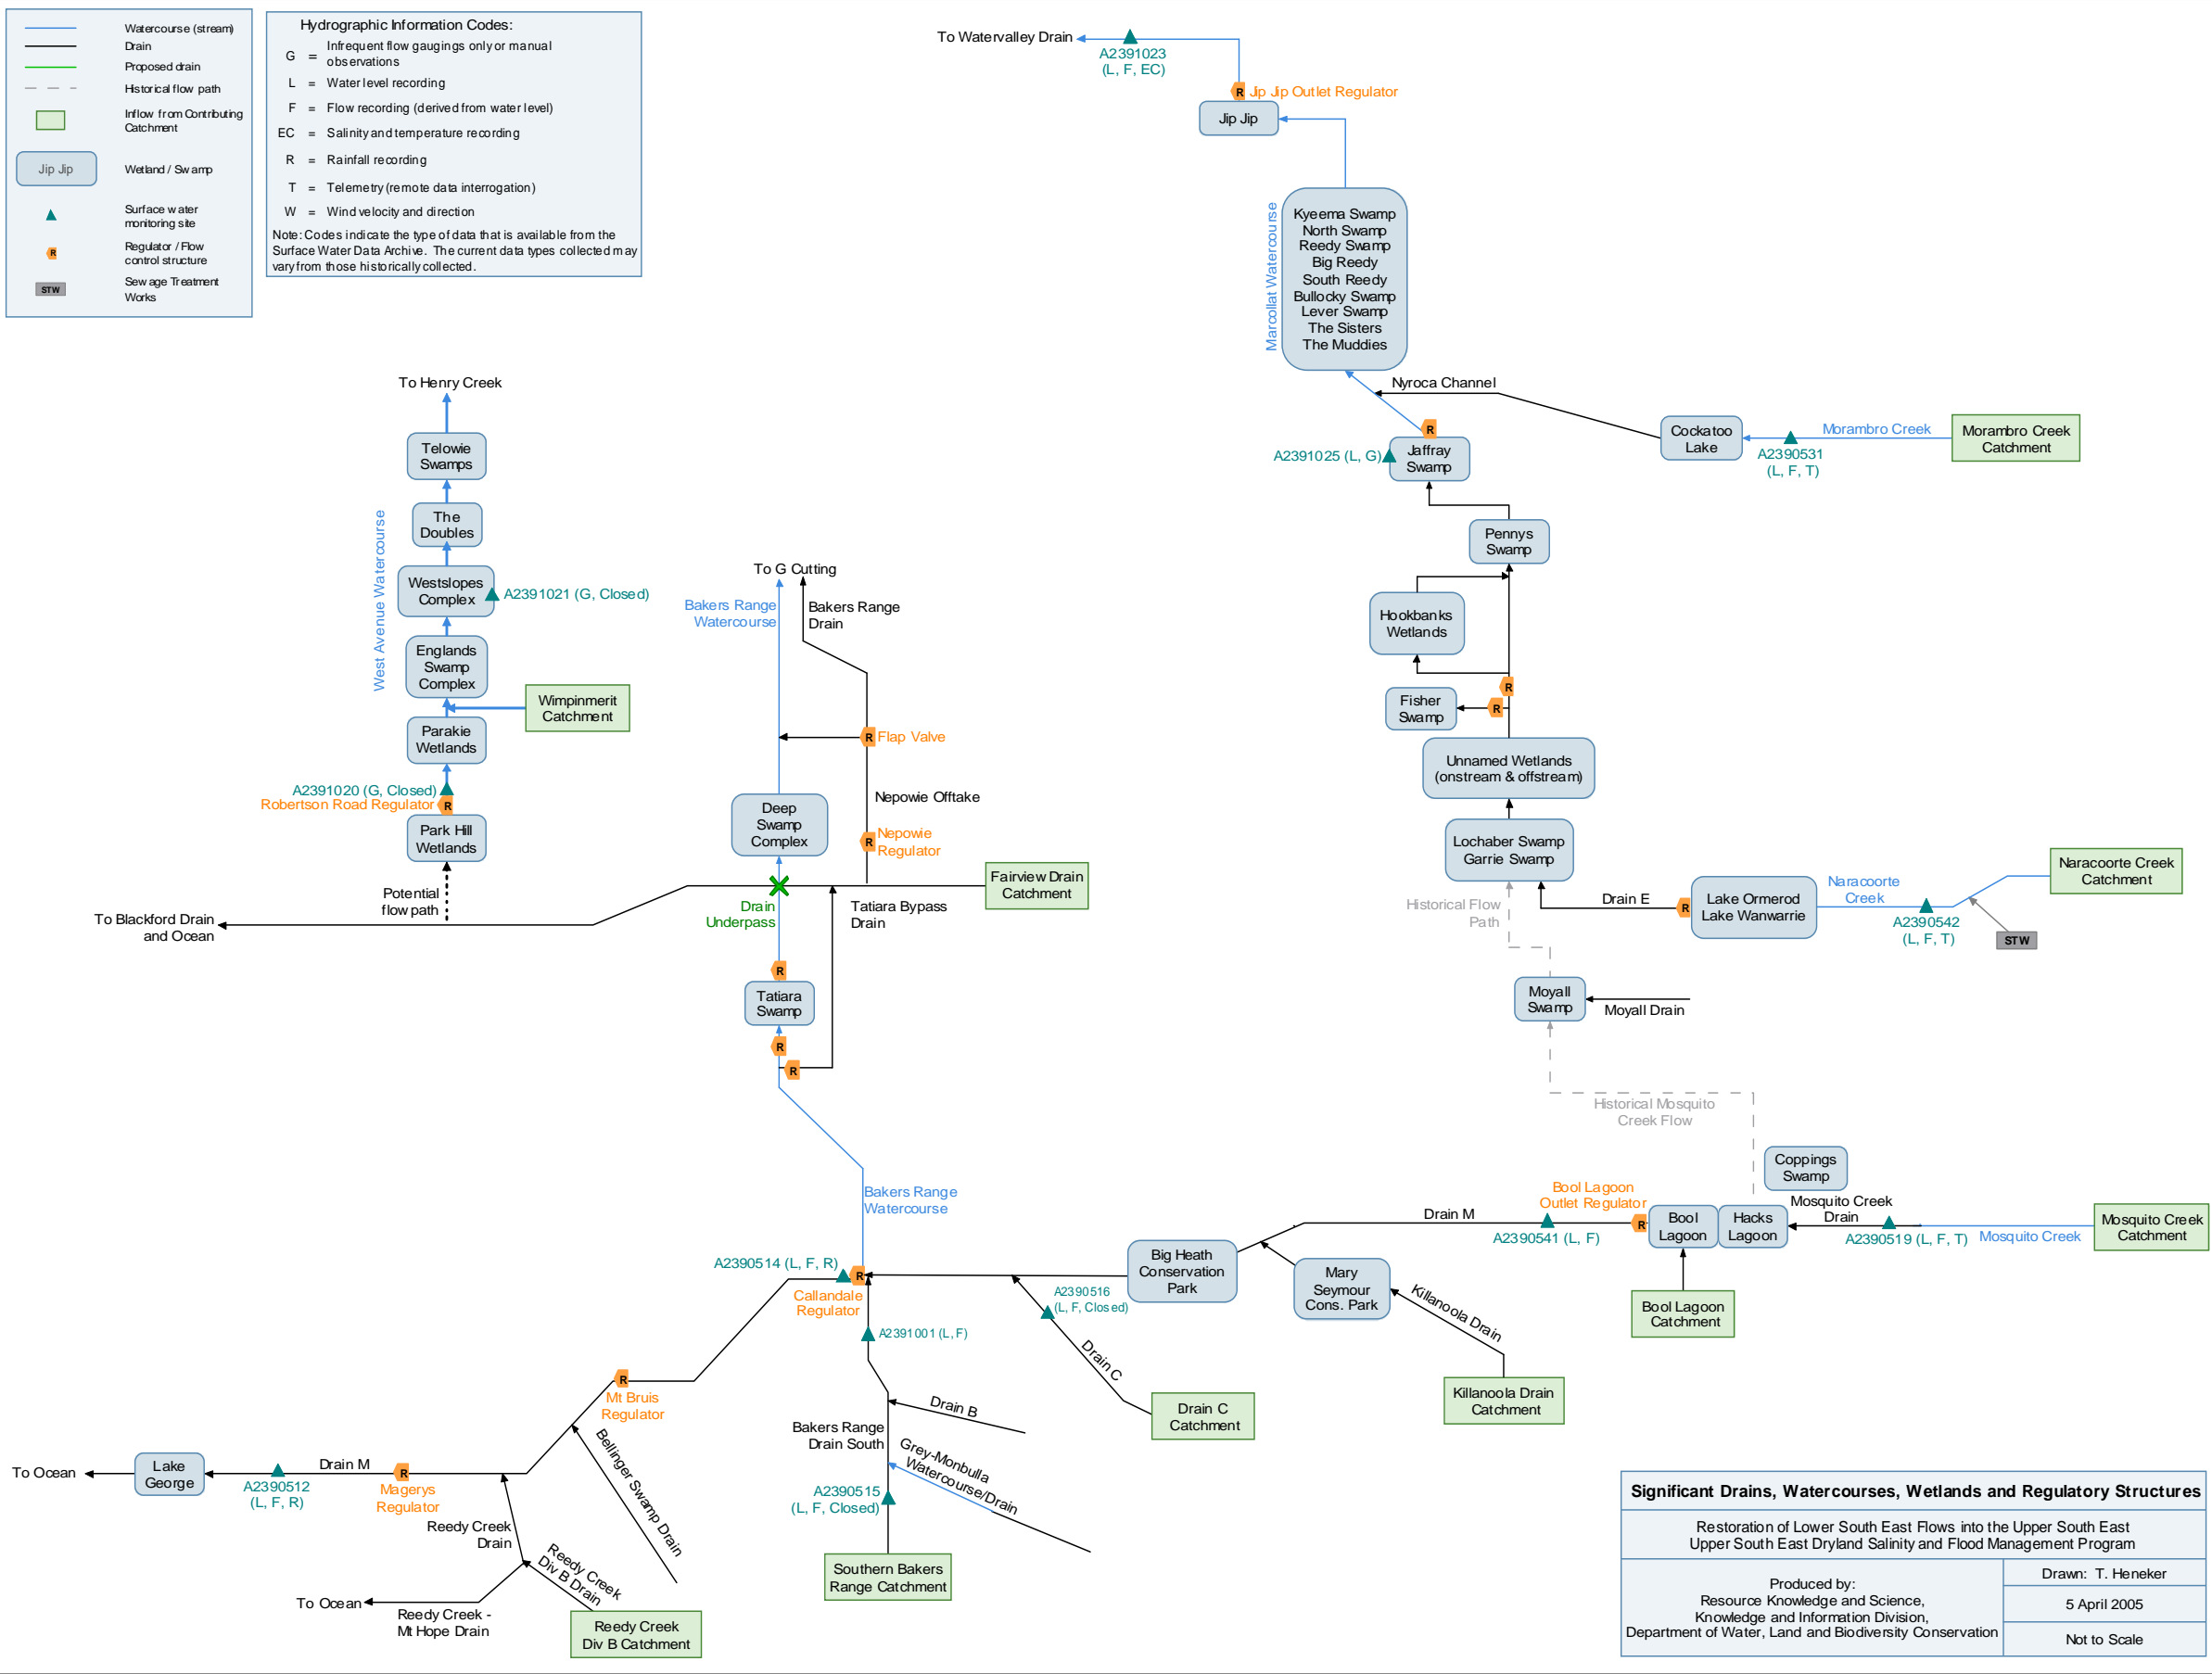 Watercourse (stream)
Drain
Proposed drain
Historical flow path
Inflow from Contributing
Catchment
Jip Jip
Wetland / Swamp
Surface water
monitoring site
R
Regulator / Flow
control structure
STW
Sewage Treatment
Works
Hydrographic Information Codes:
G = Infrequent flow gaugings only or manual
observations
L = Water level recording
F = Flow recording (derived from water level)
EC = Salinity and temperature recording
R = Rainfall recording
T = Telemetry (remote data interrogation)
W = Wind velocity and direction
Note: Codes indicate the type of data that is available from the
Surface Water Data Archive. The current data types collected may
vary from those historically collected.
To Watervalley Drain
A2391023
(L, F, EC)
R Jip Jip Outlet Regulator
Jip Jip
Marcollat Watercourse
Kyeema Swamp
North Swamp
Reedy Swamp
Big Reedy
South Reedy
Bullocky Swamp
Lever Swamp
The Sisters
The Muddies
Nyroca Channel
R
A2391025 (L, G)
Jaffray
Swamp
Cockatoo
Lake
Morambro Creek
A2390531
(L, F, T)
Morambro Creek
Catchment
Pennys
Swamp
Hookbanks
Wetlands
R
Fisher
Swamp
R
Unnamed Wetlands
(onstream & offstream)
Lochaber Swamp
Garrie Swamp
Historical Flow
Path
Drain E
R
Lake Ormerod
Lake Wanwarrie
Naracoorte
Creek
A2390542
(L, F, T)
Naracoorte Creek
Catchment
STW
Moyall
Swamp
Moyall Drain
Historical Mosquito
Creek Flow
Coppings
Swamp
To Henry Creek
Telowie
Swamps
The
Doubles
West Avenue Watercourse
Westslopes
Complex
A2391021 (G, Closed)
Englands
Swamp
Complex
Wimpinmerit
Catchment
Parakie
Wetlands
A2391020 (G, Closed)
Robertson Road Regulator R
Park Hill
Wetlands
Potential
flow path
To Blackford Drain
and Ocean
To G Cutting
Bakers Range
Watercourse
Bakers Range
Drain
R Flap Valve
Nepowie Offtake
Deep
Swamp
Complex
R Nepowie
Regulator
Fairview Drain
Catchment
Drain
Underpass
Tatiara Bypass
Drain
R
Tatiara
Swamp
R
R
Bakers Range
Watercourse
A2390514 (L, F, R)
R
Callandale
Regulator
A2391001 (L, F)
A2390516
(L, F, Closed)
Drain C
Drain C
Catchment
Big Heath
Conservation
Park
Mary
Seymour
Cons. Park
Killanoola Drain
Killanoola Drain
Catchment
Drain M
Bool Lagoon
Outlet Regulator
R
A2390541 (L, F)
Bool
Lagoon
Hacks
Lagoon
Bool Lagoon
Catchment
Mosquito Creek
Drain
A2390519 (L, F, T)
Mosquito Creek
Mosquito Creek
Catchment
Drain B
Bakers Range
Drain South
Grey-Monbulla
Watercourse/Drain
A2390515
(L, F, Closed)
Southern Bakers
Range Catchment
R
Mt Bruis
Regulator
Bellinger Swamp Drain
To Ocean
Lake
George
A2390512
(L, F, R)
Drain M
R
Magerys
Regulator
Reedy Creek
Drain
Reedy Creek
Div B Drain
To Ocean
Reedy Creek -
Mt Hope Drain
Reedy Creek
Div B Catchment
Significant Drains, Watercourses, Wetlands and Regulatory Structures
Restoration of Lower South East Flows into the Upper South East
Upper South East Dryland Salinity and Flood Management Program
Produced by:
Resource Knowledge and Science,
Knowledge and Information Division,
Department of Water, Land and Biodiversity Conservation
Drawn: T. Heneker
5 April 2005
Not to Scale